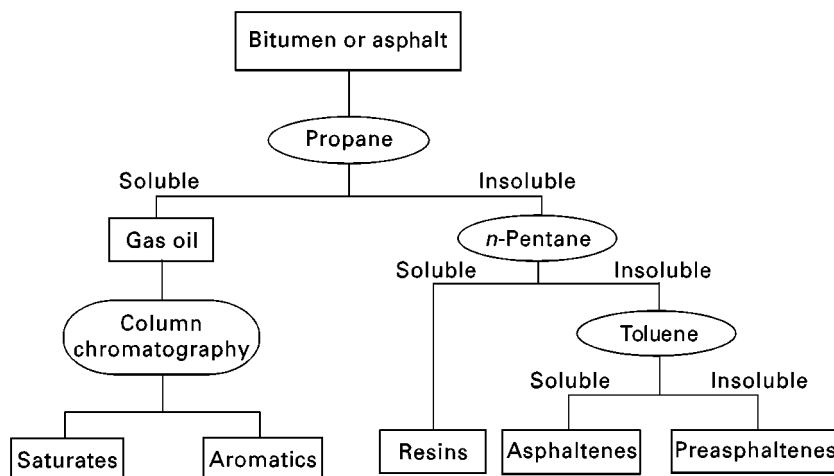 Bitumen or asphalt
Propane
Soluble
Insoluble
Gas oil
n-Pentane
Soluble
Insoluble
Column
chromatography
Toluene
Soluble
Insoluble
Saturates
Aromatics
Resins
Asphaltenes
Preasphaltenes